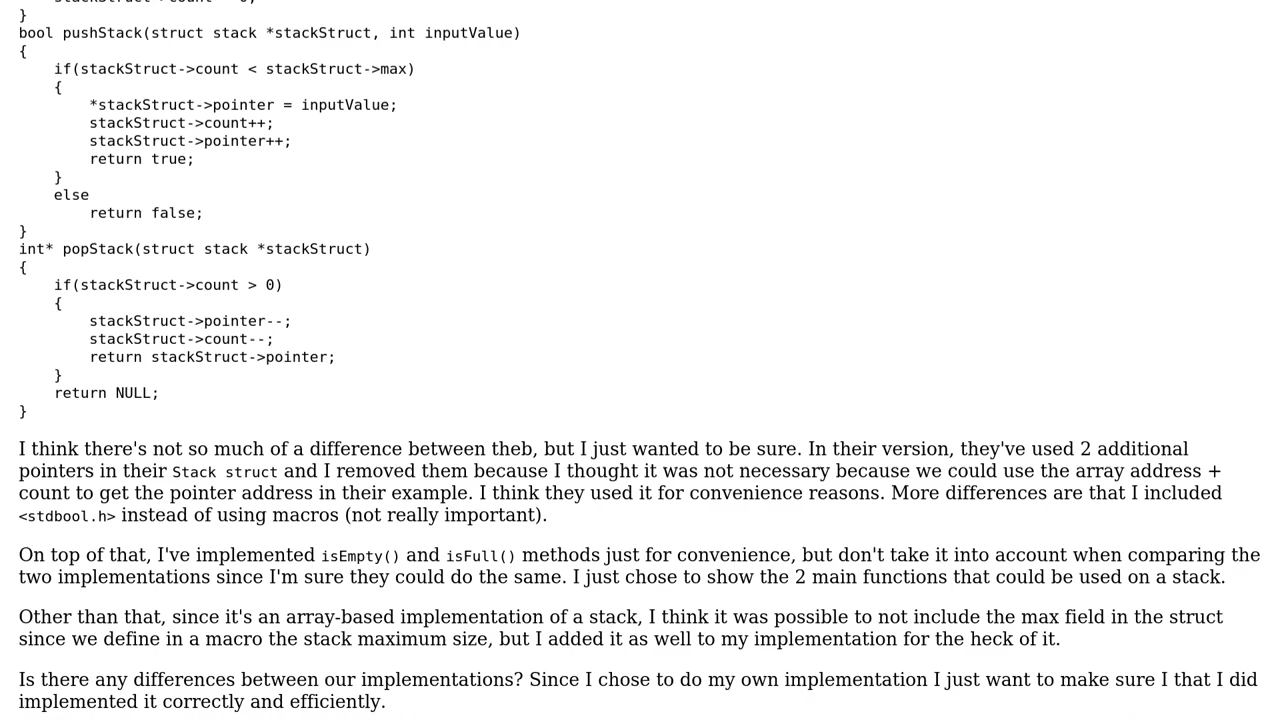 }
bool pushStack(struct stack *stackStruct, int inputValue)
{
    if(stackStruct->count < stackStruct->max)
    {
        *stackStruct->pointer = inputValue;
        stackStruct->count++;
        stackStruct->pointer++;
        return true;
    }
    else
        return false;
}
int* popStack(struct stack *stackStruct)
{
    if(stackStruct->count > 0)
    {
        stackStruct->pointer--;
        stackStruct->count--;
        return stackStruct->pointer;
    }
    return NULL;
}
I think there's not so much of a difference between theb, but I just wanted to be sure. In their version, they've used 2 additional
pointers in their Stack struct and I removed them because I thought it was not necessary because we could use the array address +
count to get the pointer address in their example. I think they used it for convenience reasons. More differences are that I included
<stdbool.h> instead of using macros (not really important).
On top of that, I've implemented isEmpty() and isFull() methods just for convenience, but don't take it into account when comparing the
two implementations since I'm sure they could do the same. I just chose to show the 2 main functions that could be used on a stack.
Other than that, since it's an array-based implementation of a stack, I think it was possible to not include the max field in the struct
since we define in a macro the stack maximum size, but I added it as well to my implementation for the heck of it.
Is there any differences between our implementations? Since I chose to do my own implementation I just want to make sure I that I did
implemented it correctly and efficiently.